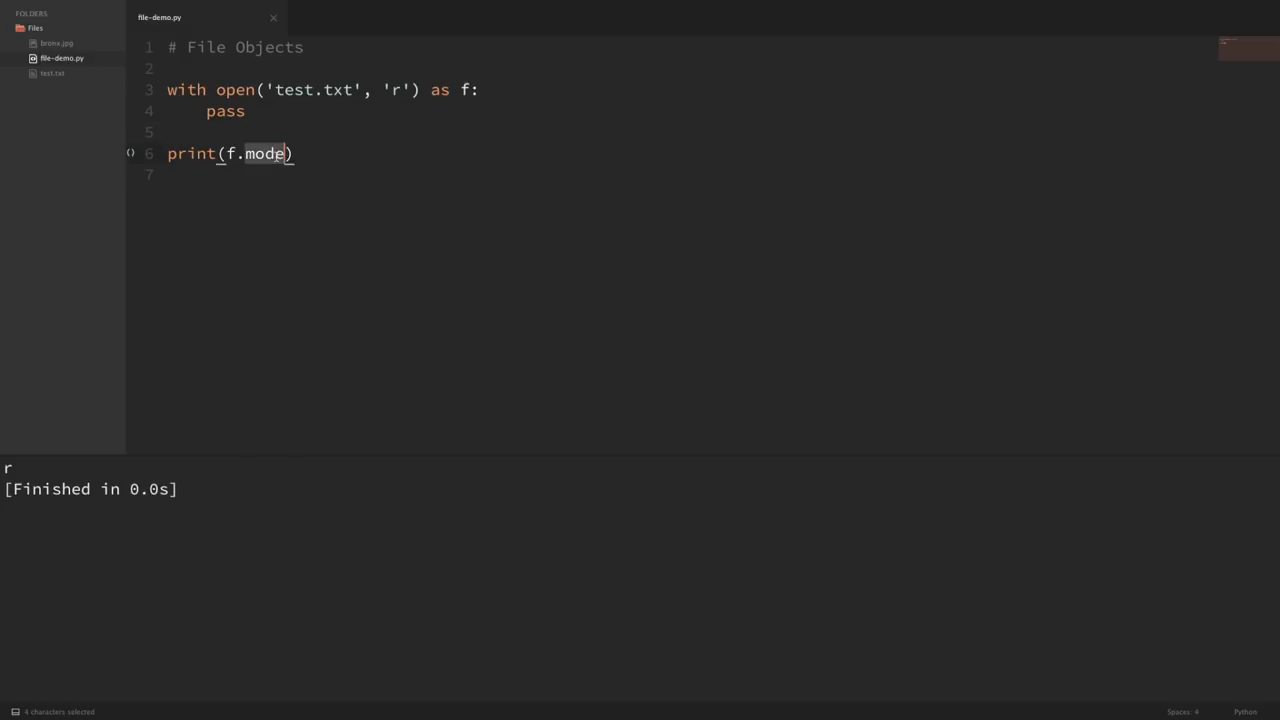 FOLDERS
Files
bronx.jpg
file-demo.py
test.txt
file-demo.py
1 # File Objects
2
3 with open('test.txt', 'r') as f:
4     pass
5
() 6 print(f.mode)
7
r
[Finished in 0.0s]
4 characters selected
Spaces: 4
Python